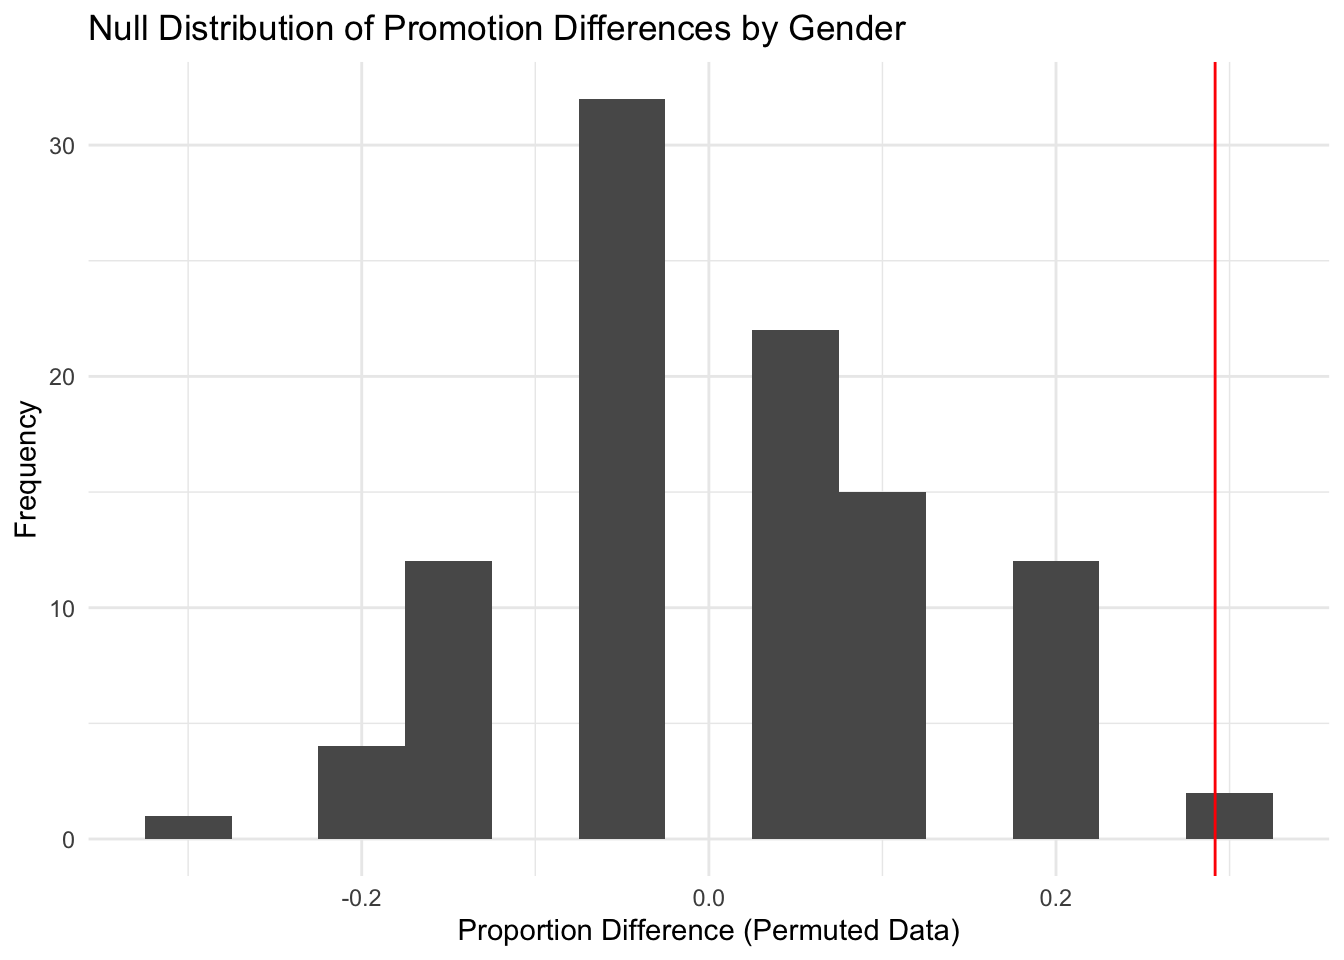 Null Distribution of Promotion Differences by Gender
30
20
10
0
Frequency
-0.2
0.0
0.2
Proportion Difference (Permuted Data)